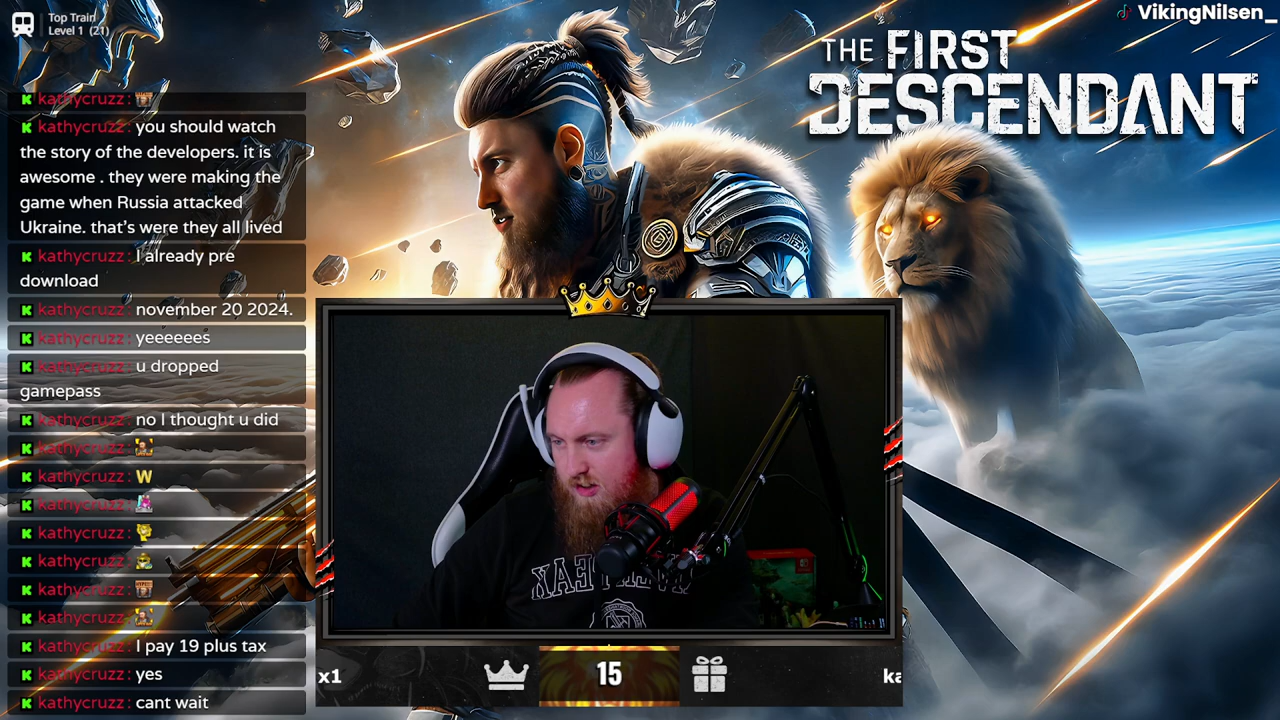 Top Train
Level 1 (21)
VikingNilsen_
THE FIRST
DESCENDANT
kathycruzz:
kathycruzz: you should watch
the story of the developers. it is
awesome . they were making the
game when Russia attacked
Ukraine. that's were they all lived
kathycruzz: I already pre
download
kathycruzz: november 20 2024.
kathycruzz: yeeeeees
kathycruzz: u dropped
gamepass
kathycruzz: no I thought u did
kathycruzz:
kathycruzz: W
kathycruzz:
kathycruzz:
kathycruzz:
kathycruzz:
kathycruzz:
kathycruzz: I pay 19 plus tax
kathycruzz: yes
kathycruzz: cant wait
x1
15
ka